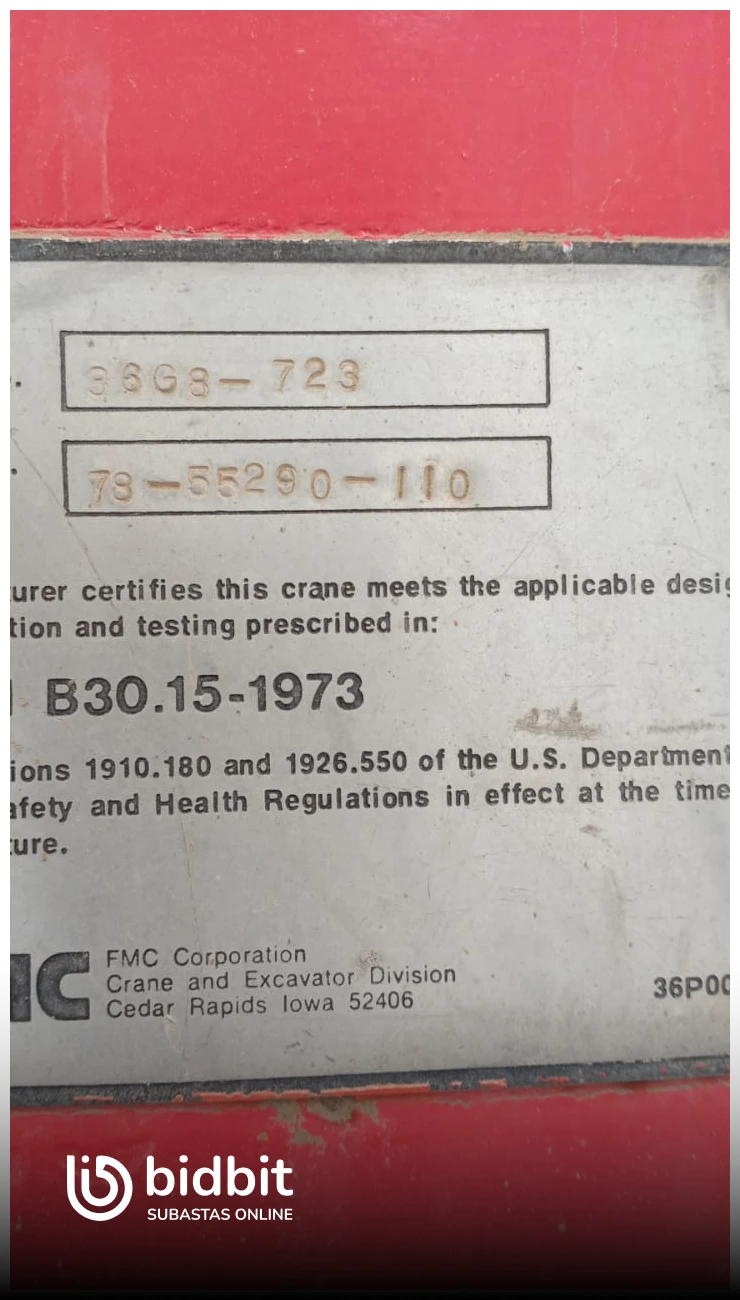 36G8-723
78-55290-110
urer certifies this crane meets the applicable desig
tion and testing prescribed in:
B30.15-1973
ions 1910.180 and 1926.550 of the U.S. Department
afety and Health Regulations in effect at the time
ure.
MC FMC Corporation
Crane and Excavator Division
Cedar Rapids Iowa 52406
36P00
bidbit
SUBASTAS ONLINE